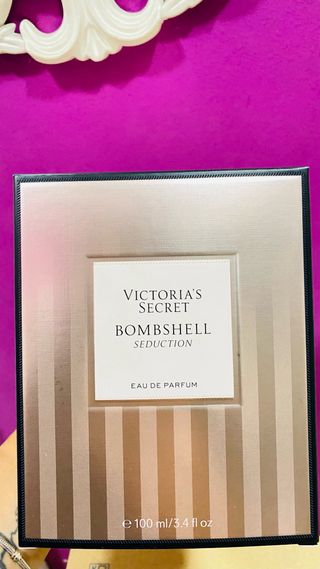 VICTORIA'S
SECRET
BOMBSHELL
SEDUCTION
EAU DE PARFUM
℮ 100 ml/3.4 fl oz